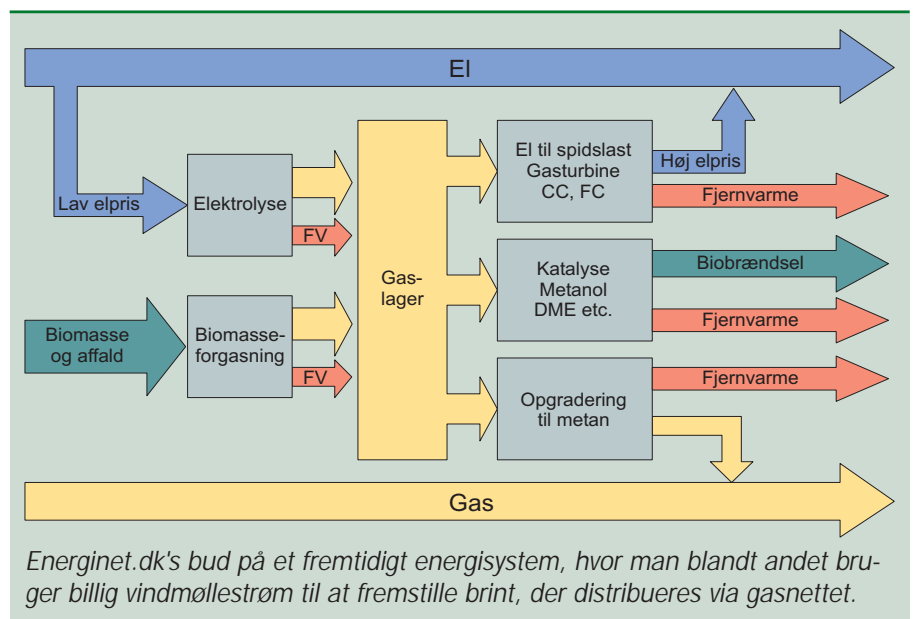 El
Lav elpris
Elektrolyse
FV
Biomasse
og affald
Biomasse-
forgasning
FV
Gas-
lager
El til spidslast
Gasturbine
CC, FC
Høj elpris
Fjernvarme
Katalyse
Metanol
DME etc.
Biobrændsel
Fjernvarme
Opgradering
til metan
Fjernvarme
Gas
Energinet.dk's bud på et fremtidigt energisystem, hvor man blandt andet bru-
ger billig vindmøllestrøm til at fremstille brint, der distribueres via gasnettet.